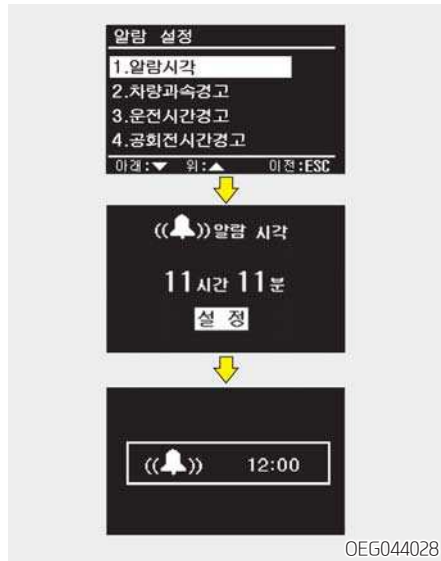 알람 설정
1.알람시각
2.차량과속경고
3.운전시간경고
4.공회전시간경고
아래:▼ 위:▲ 이전:ESC
((🔔))알람 시각
11시간 11분
설 정
((🔔)) 12:00
OEG044028